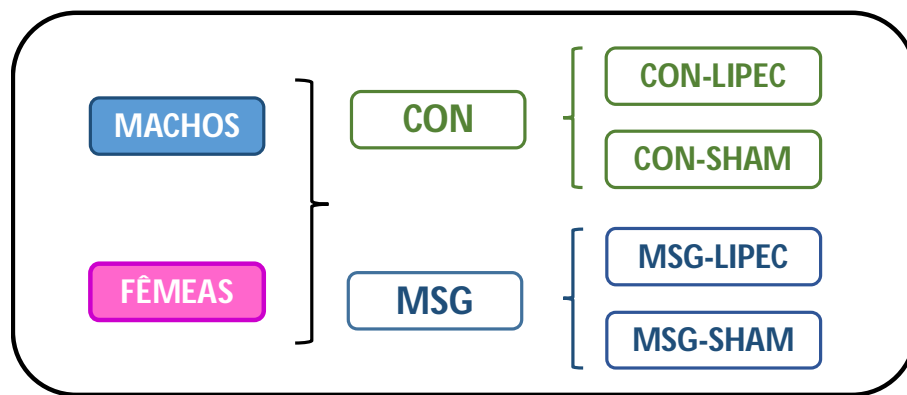 MACHOS
FÊMEAS
CON
MSG
CON-LIPEC
CON-SHAM
MSG-LIPEC
MSG-SHAM